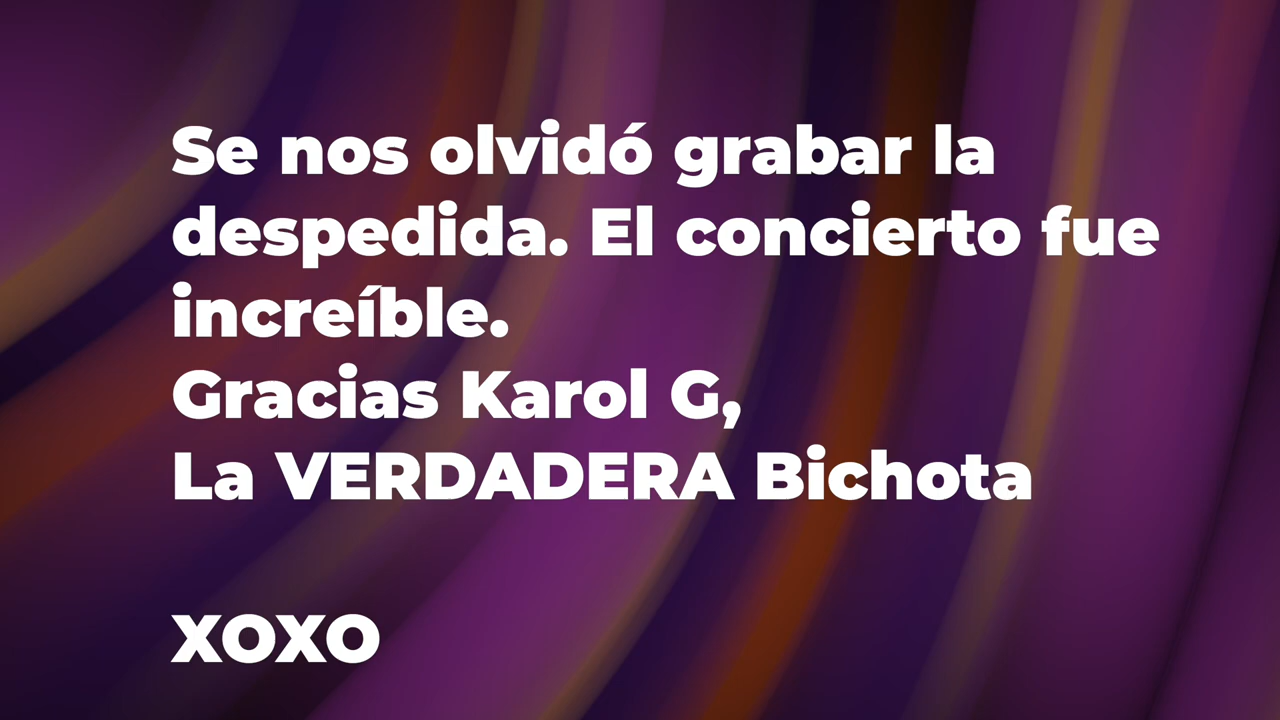 Se nos olvidó grabar la
despedida. El concierto fue
increíble.
Gracias Karol G,
La VERDADERA Bichota
XOXO